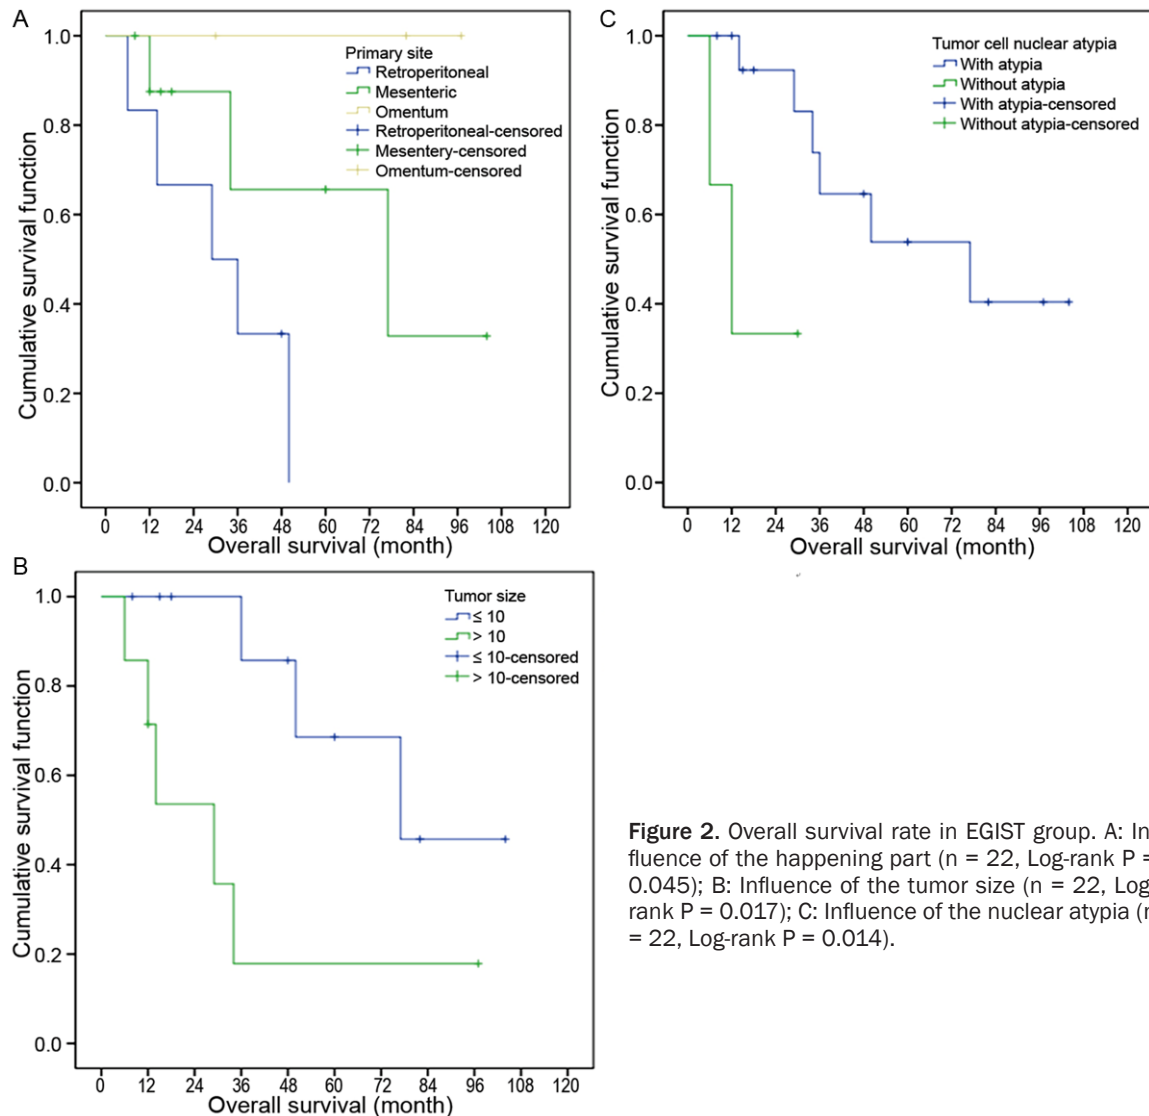 A
Cumulative survival function
1.0
0.8
0.6
0.4
0.2
0.0
Primary site
Retroperitoneal
Mesenteric
Omentum
Retroperitoneal-censored
Mesentery-censored
Omentum-censored
0 12 24 36 48 60 72 84 96 108 120
Overall survival (month)
C
Cumulative survival function
1.0
0.8
0.6
0.4
0.2
0.0
Tumor cell nuclear atypia
With atypia
Without atypia
With atypia-censored
Without atypia-censored
0 12 24 36 48 60 72 84 96 108 120
Overall survival (month)
B
Cumulative survival function
1.0
0.8
0.6
0.4
0.2
0.0
Tumor size
≤ 10
> 10
≤ 10-censored
> 10-censored
0 12 24 36 48 60 72 84 96 108 120
Overall survival (month)
Figure 2. Overall survival rate in EGIST group. A: In-
fluence of the happening part (n = 22, Log-rank P =
0.045); B: Influence of the tumor size (n = 22, Log-
rank P = 0.017); C: Influence of the nuclear atypia (n
= 22, Log-rank P = 0.014).